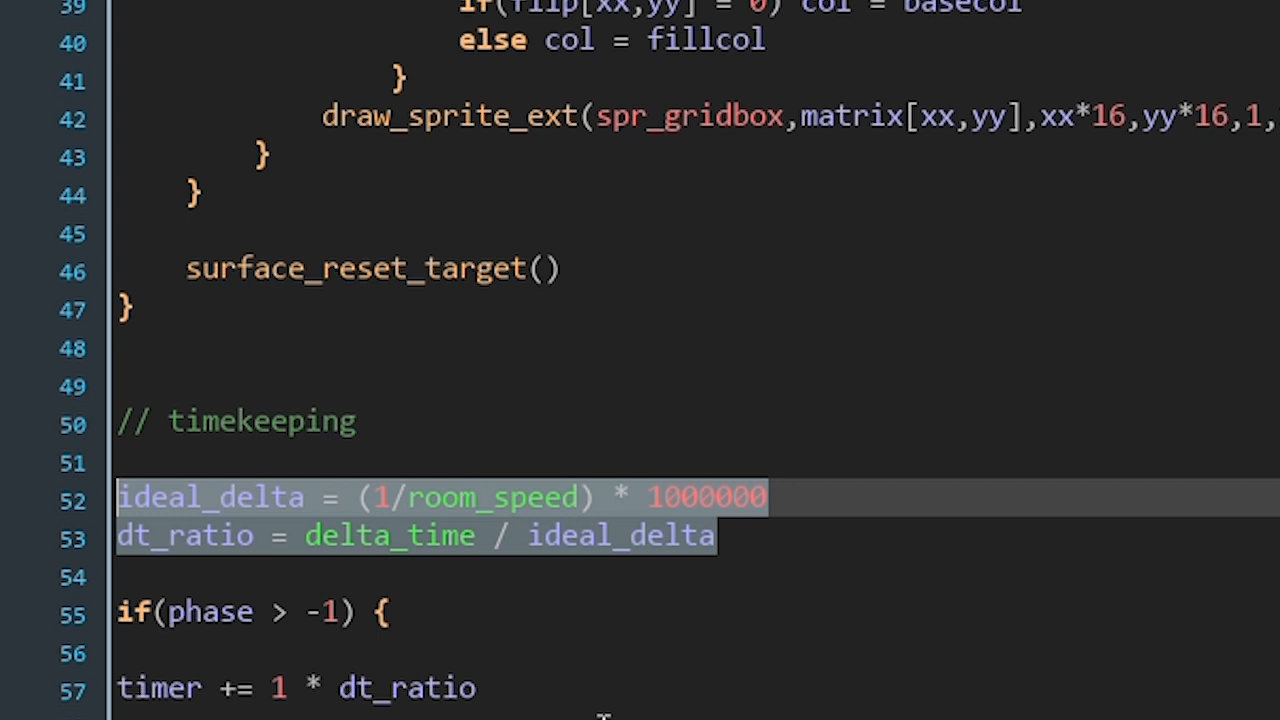 39 if(flip[xx,yy] = 0) col = basecol
40 else col = fillcol
41 }
42 draw_sprite_ext(spr_gridbox,matrix[xx,yy],xx*16,yy*16,1,
43 }
44 }
45
46 surface_reset_target()
47 }
48
49
50 // timekeeping
51
52 ideal_delta = (1/room_speed) * 1000000
53 dt_ratio = delta_time / ideal_delta
54
55 if(phase > -1) {
56
57 timer += 1 * dt_ratio